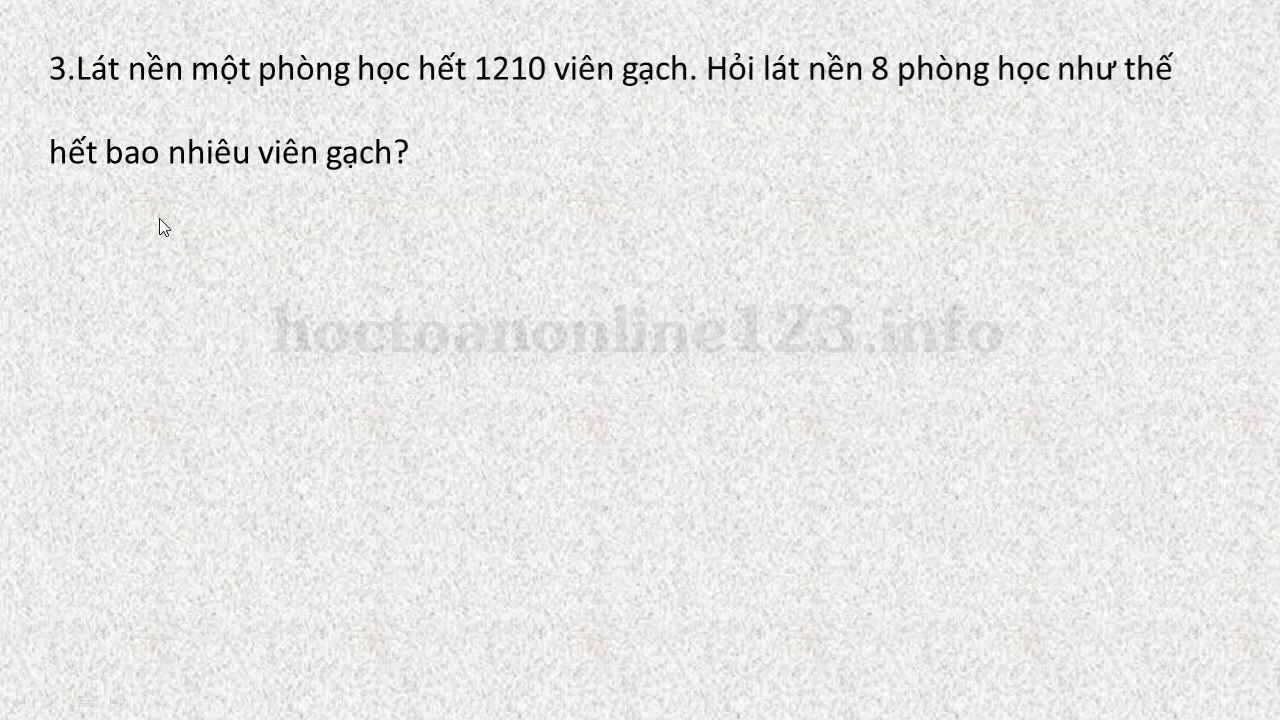 3.Lát nền một phòng học hết 1210 viên gạch. Hỏi lát nền 8 phòng học như thế
hết bao nhiêu viên gạch?
hoctoanonline123.info